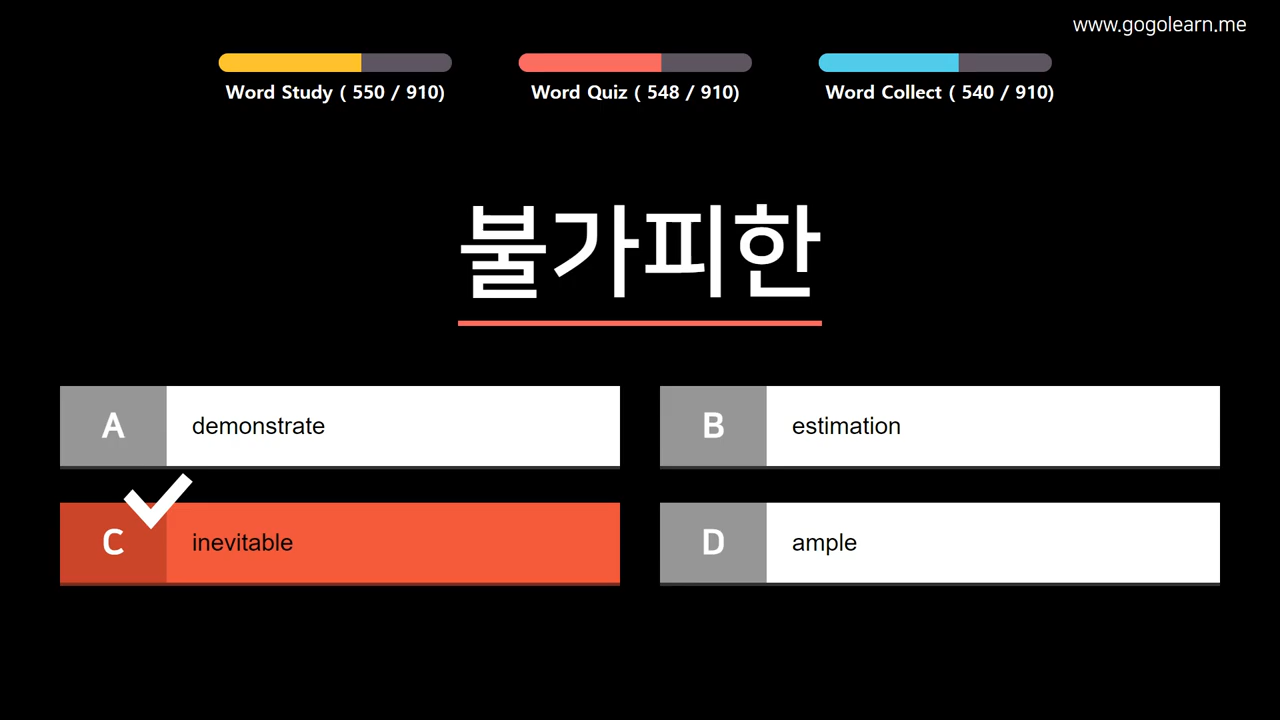 www.gogolearn.me
Word Study ( 550 / 910)
Word Quiz ( 548 / 910)
Word Collect ( 540 / 910)
불가피한
A
demonstrate
B
estimation
C
inevitable
D
ample